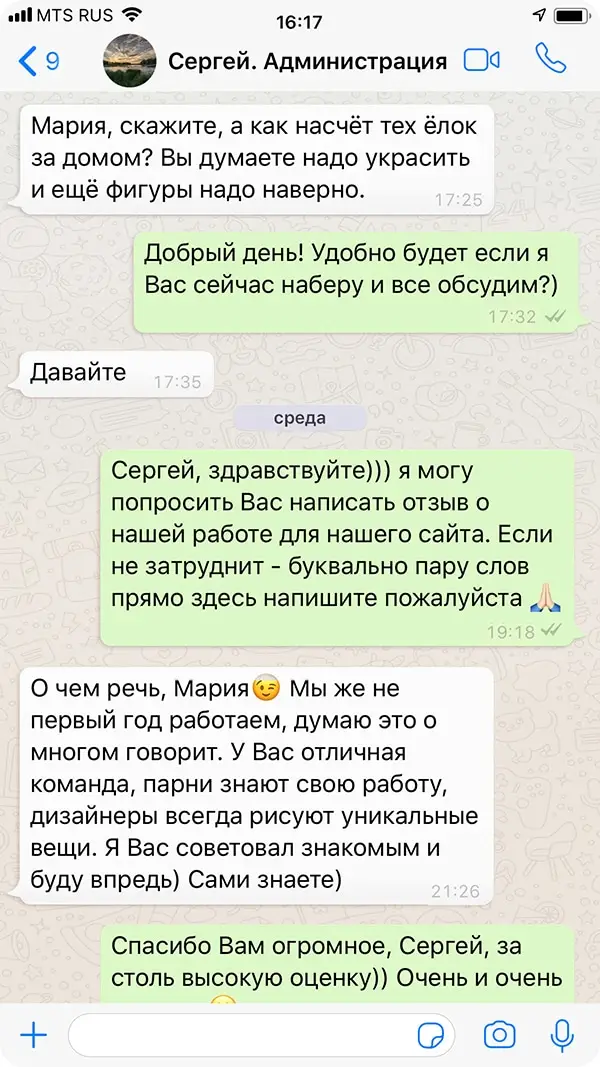 MTS RUS
16:17
9
Сергей. Администрация
Мария, скажите, а как насчёт тех ёлок
за домом? Вы думаете надо украсить
и ещё фигуры надо наверно.
17:25
Добрый день! Удобно будет если я
Вас сейчас наберу и все обсудим?)
17:32
Давайте
17:35
среда
Сергей, здравствуйте))) я могу
попросить Вас написать отзыв о
нашей работе для нашего сайта. Если
не затруднит - буквально пару слов
прямо здесь напишите пожалуйста 🙏🏻
19:18
О чем речь, Мария😉 Мы же не
первый год работаем, думаю это о
многом говорит. У Вас отличная
команда, парни знают свою работу,
дизайнеры всегда рисуют уникальные
вещи. Я Вас советовал знакомым и
буду впредь) Сами знаете)
21:26
Спасибо Вам огромное, Сергей, за
столь высокую оценку)) Очень и очень